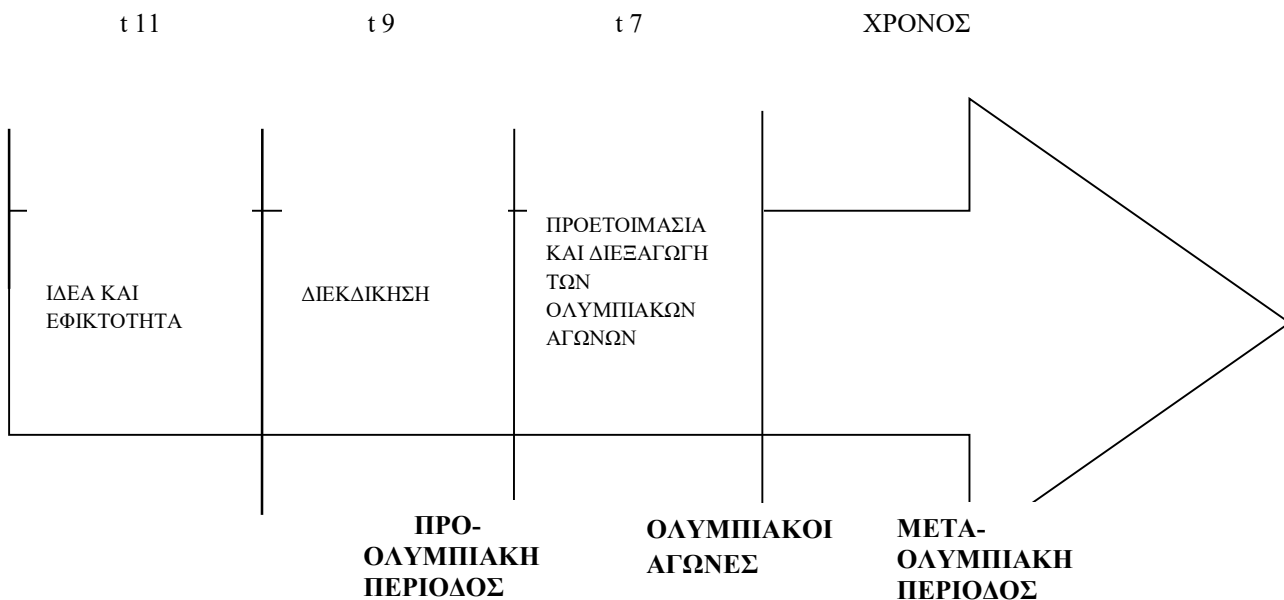 t 11 t 9 t 7 ΧΡΟΝΟΣ
ΙΔΕΑ ΚΑΙ
ΕΦΙΚΤΟΤΗΤΑ
ΔΙΕΚΔΙΚΗΣΗ
ΠΡΟΕΤΟΙΜΑΣΙΑ
ΚΑΙ ΔΙΕΞΑΓΩΓΗ
ΤΩΝ
ΟΛΥΜΠΙΑΚΩΝ
ΑΓΩΝΩΝ
ΠΡΟ-
ΟΛΥΜΠΙΑΚΗ
ΠΕΡΙΟΔΟΣ
ΟΛΥΜΠΙΑΚΟΙ
ΑΓΩΝΕΣ
ΜΕΤΑ-
ΟΛΥΜΠΙΑΚΗ
ΠΕΡΙΟΔΟΣ